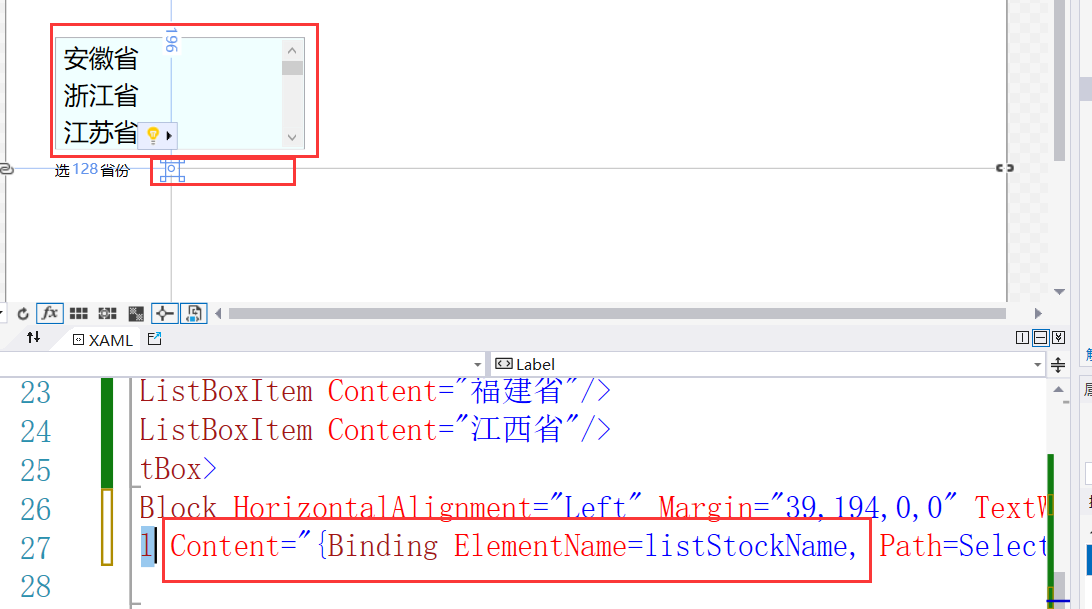 安徽省
浙江省
江苏省
196
选 128 省份
fx
XAML
Label
23 ListBoxItem Content="福建省"/>
24 ListBoxItem Content="江西省"/>
25 tBox>
26 Block HorizontalAlignment="Left" Margin="39,194,0,0" TextW
27 l Content="{Binding ElementName=listStockName, Path=Select
28